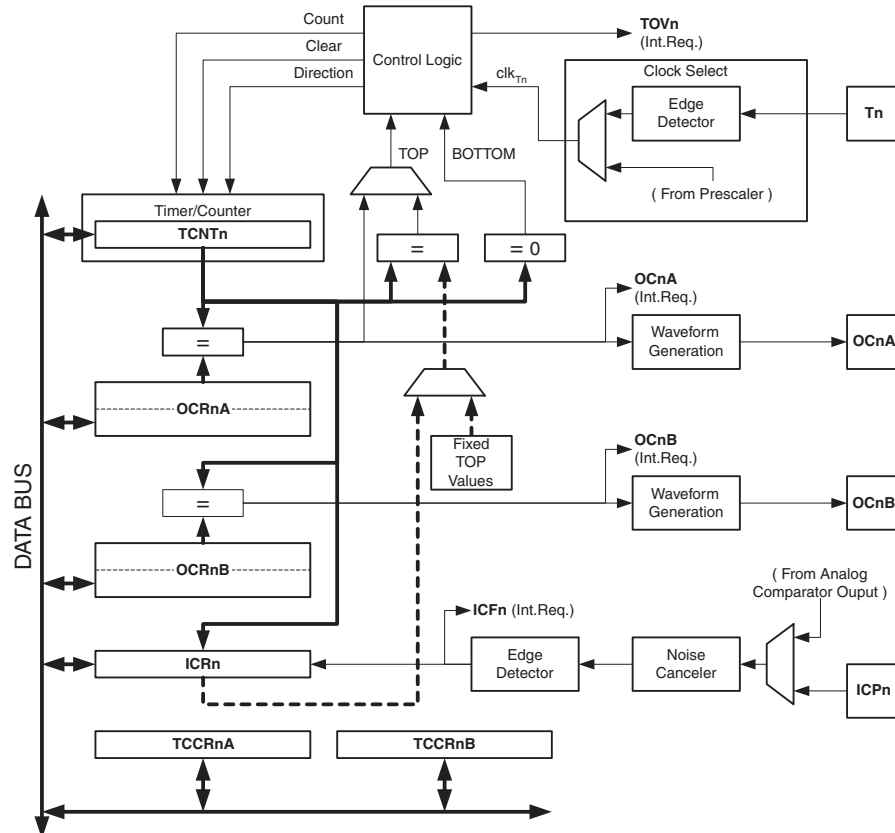 Count
Clear
Direction
Control Logic
TOVn
(Int.Req.)
clkTn
Clock Select
Edge
Detector
Tn
( From Prescaler )
TOP
BOTTOM
Timer/Counter
TCNTn
=
= 0
OCnA
(Int.Req.)
=
Waveform
Generation
OCnA
OCRnA
Fixed
TOP
Values
OCnB
(Int.Req.)
=
Waveform
Generation
OCnB
DATA BUS
OCRnB
( From Analog
Comparator Ouput )
ICFn (Int.Req.)
ICRn
Edge
Detector
Noise
Canceler
ICPn
TCCRnA
TCCRnB